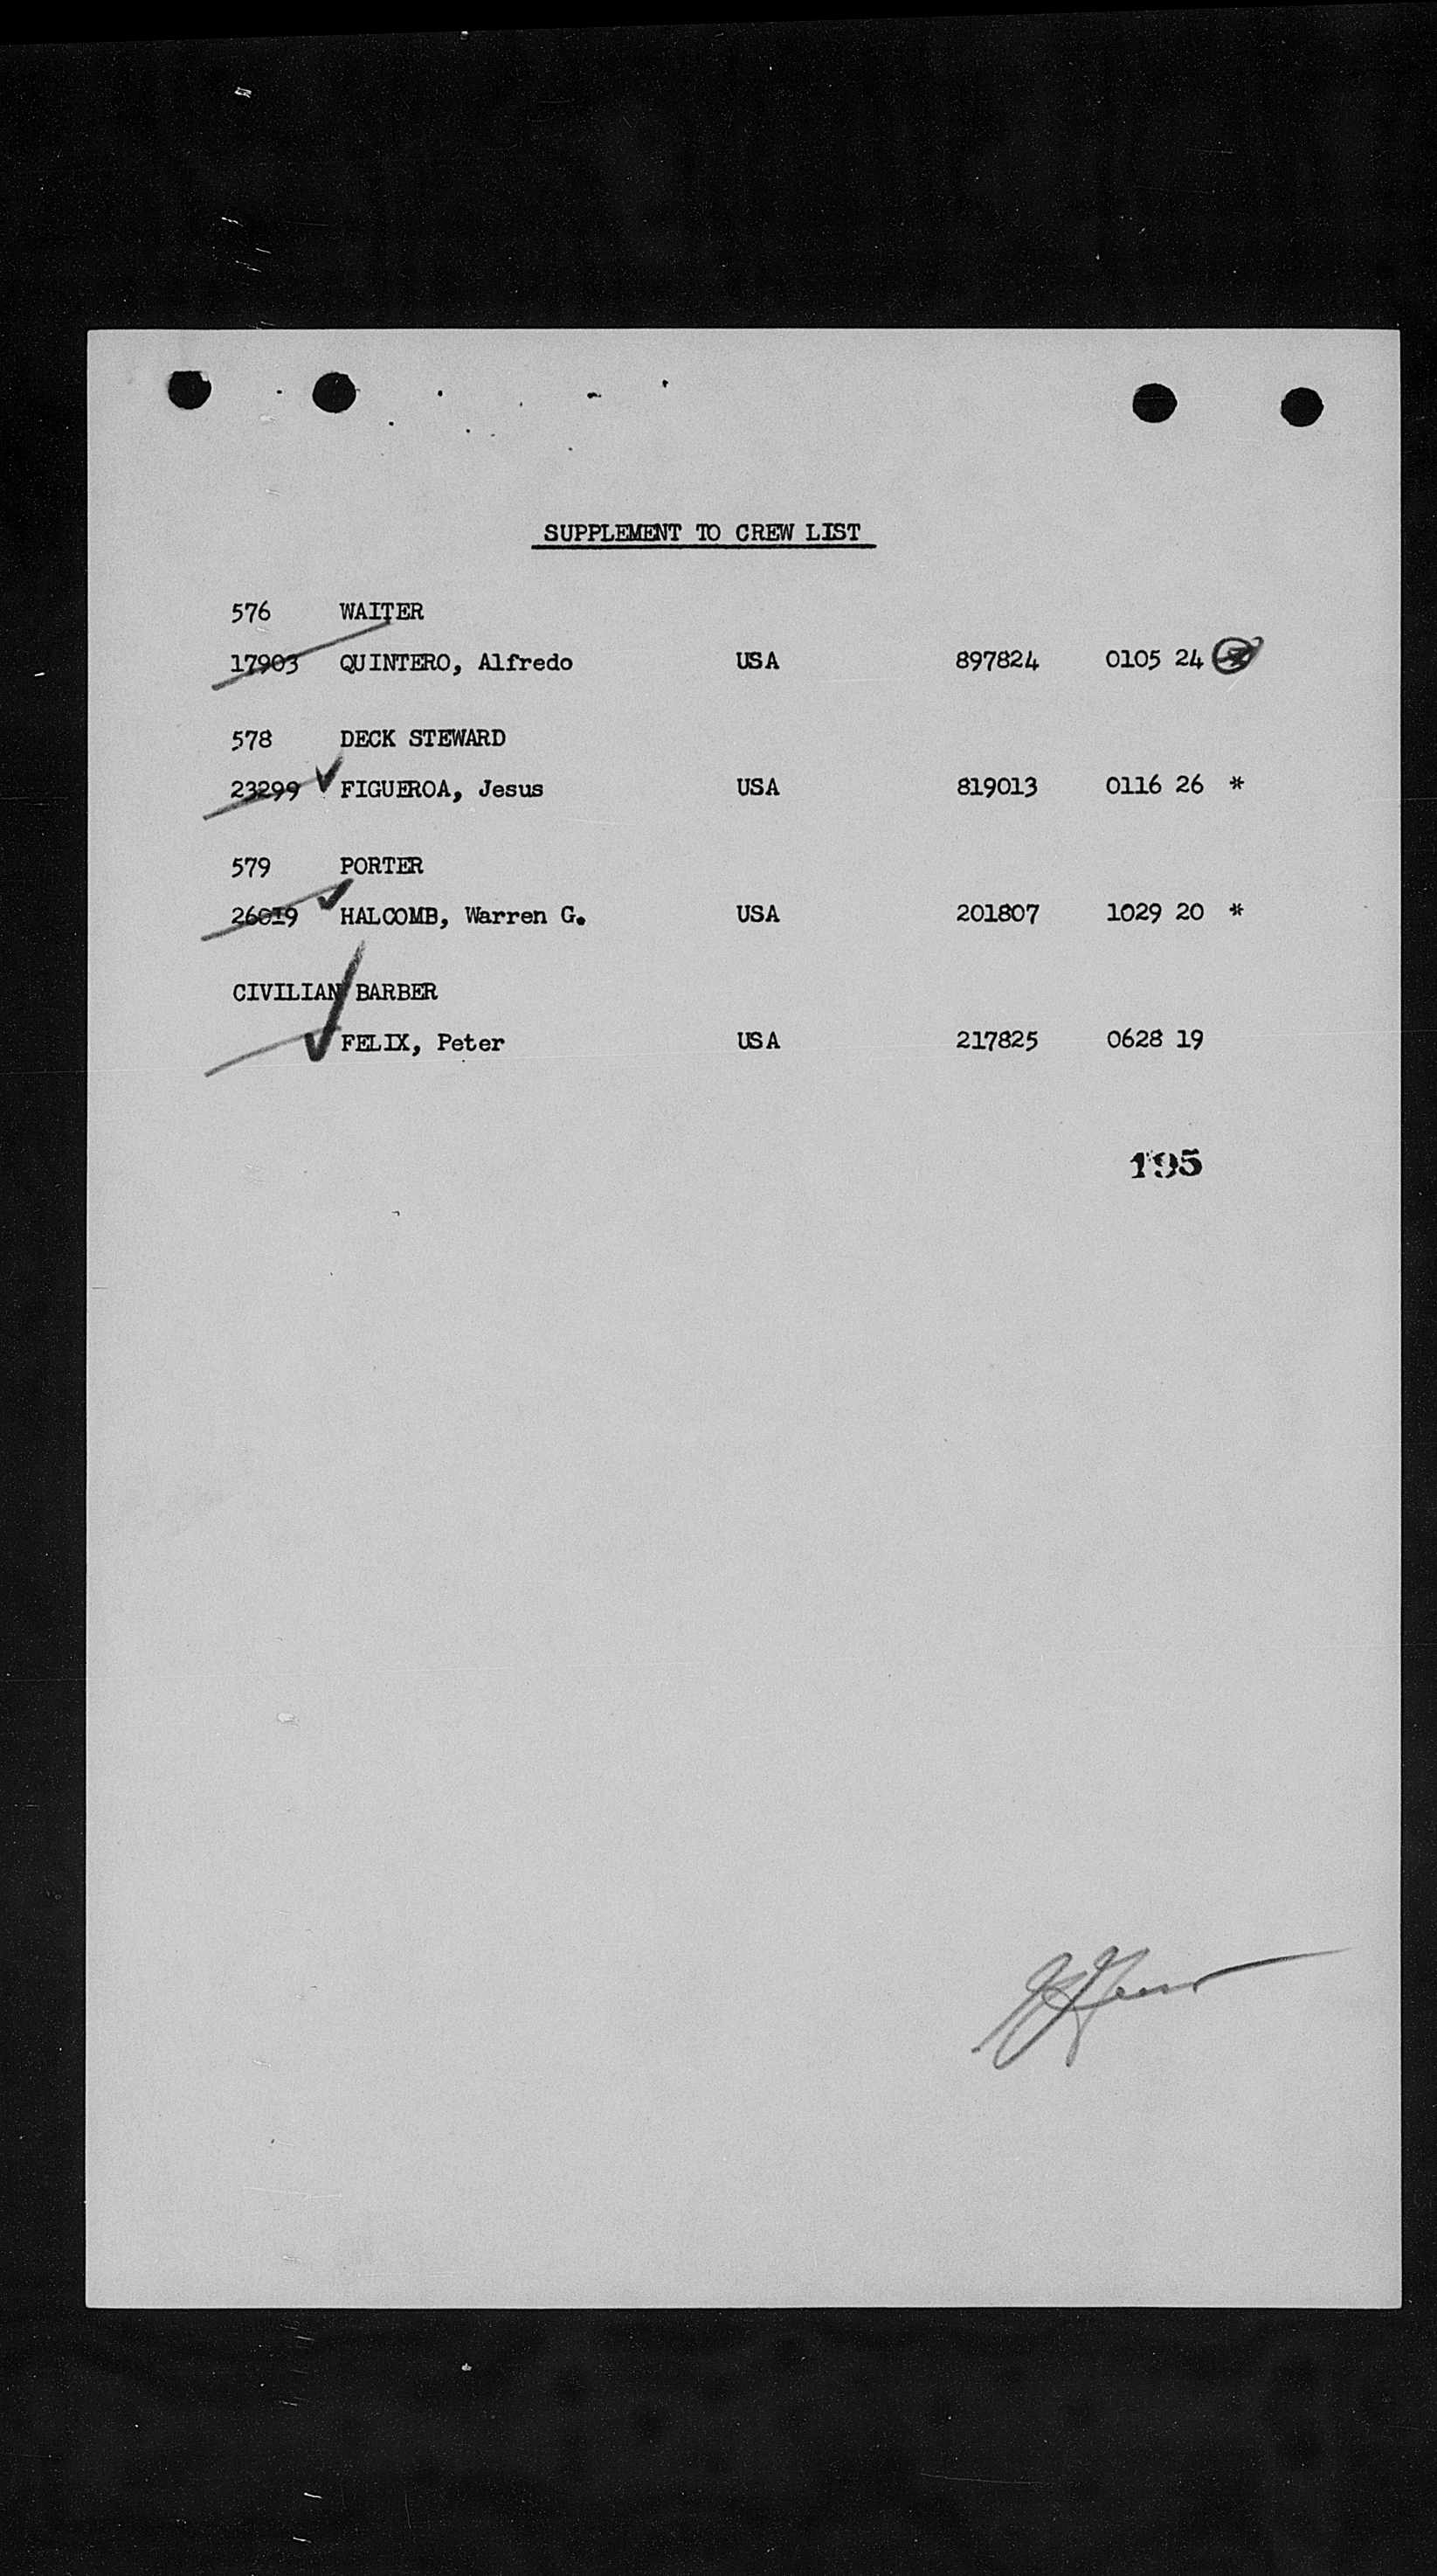 SUPPLEMENT TO CREW LIST
576 WAITER
17903 QUINTERO, Alfredo USA 897824 0105 24 *
578 DECK STEWARD
23299 FIGUEROA, Jesus USA 819013 0116 26 *
579 PORTER
26019 HALCOMB, Warren G. USA 201807 1029 20 *
CIVILIAN BARBER
FELIX, Peter USA 217825 0628 19
195